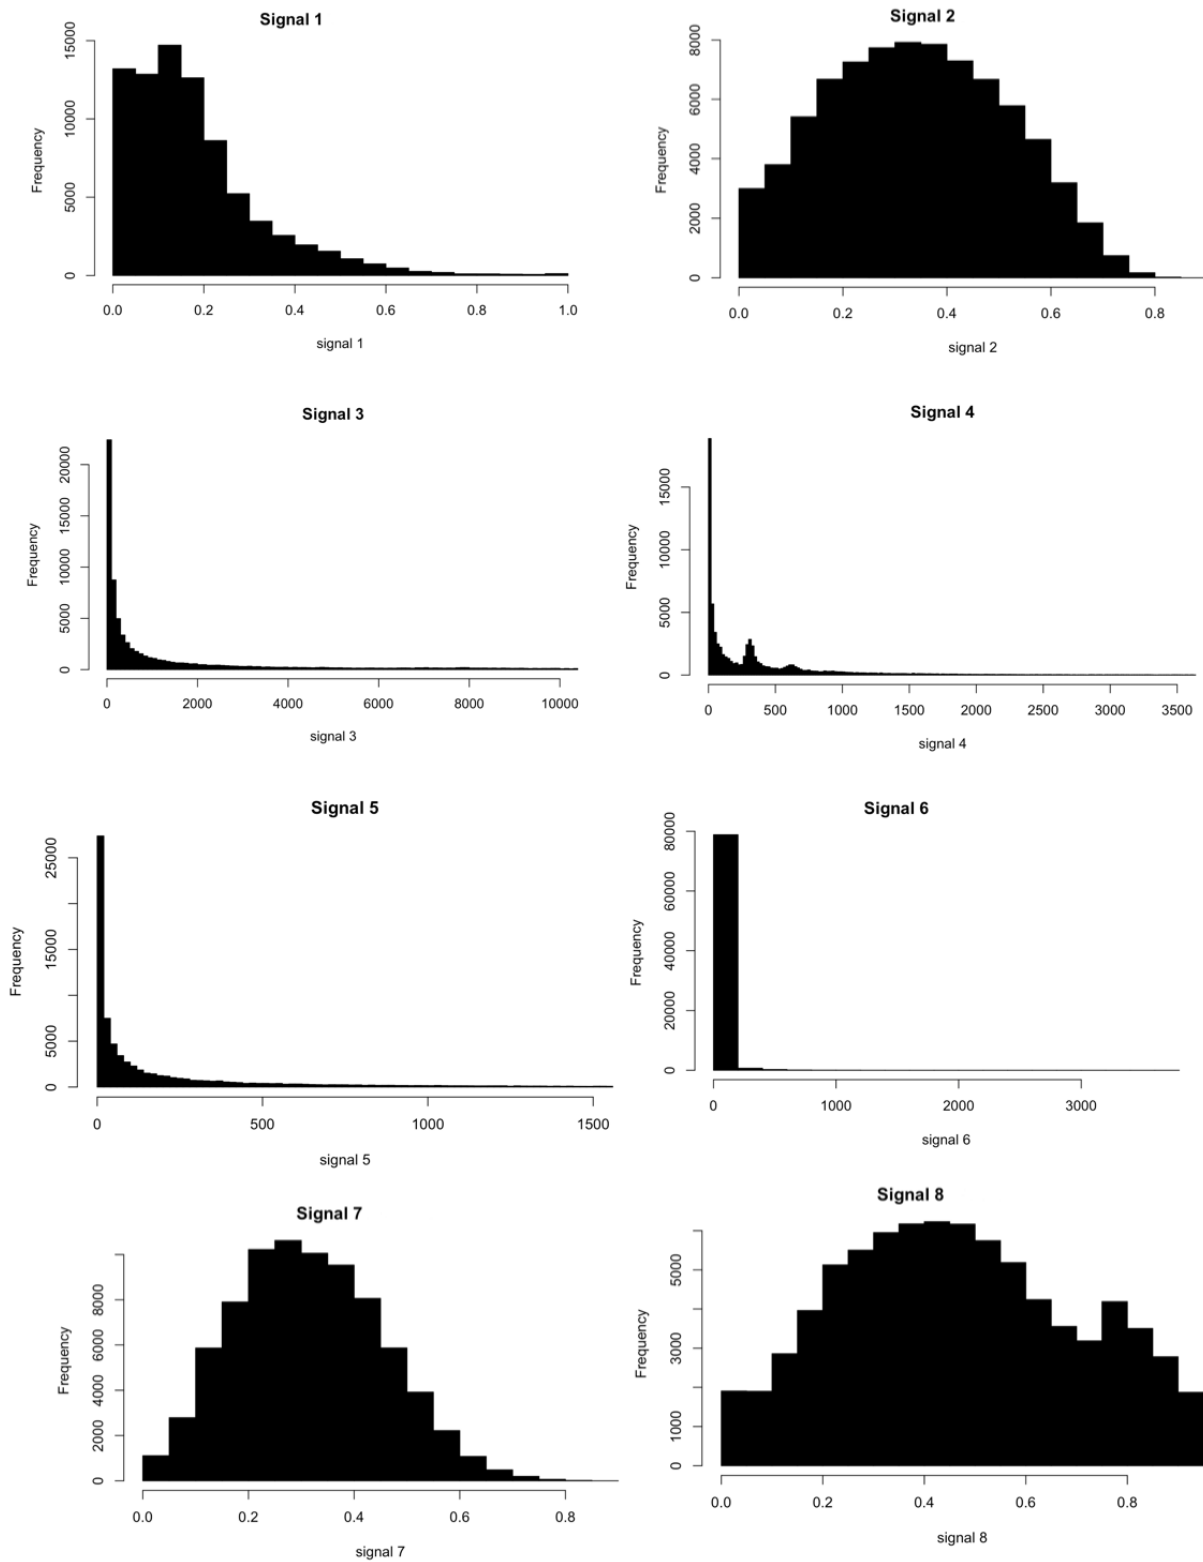 Signal 1
Frequency
0
5000
10000
15000
0.0 0.2 0.4 0.6 0.8 1.0
signal 1
Signal 2
Frequency
0
2000
4000
6000
8000
0.0 0.2 0.4 0.6 0.8
signal 2
Signal 3
Frequency
0
5000
10000
15000
20000
0 2000 4000 6000 8000 10000
signal 3
Signal 4
Frequency
0
5000
10000
15000
0 500 1000 1500 2000 2500 3000 3500
signal 4
Signal 5
Frequency
0
5000
15000
25000
0 500 1000 1500
signal 5
Signal 6
Frequency
0
20000
40000
60000
80000
0 1000 2000 3000
signal 6
Signal 7
Frequency
0
2000
4000
6000
8000
0.0 0.2 0.4 0.6 0.8
signal 7
Signal 8
Frequency
0
1000
3000
5000
0.0 0.2 0.4 0.6 0.8
signal 8